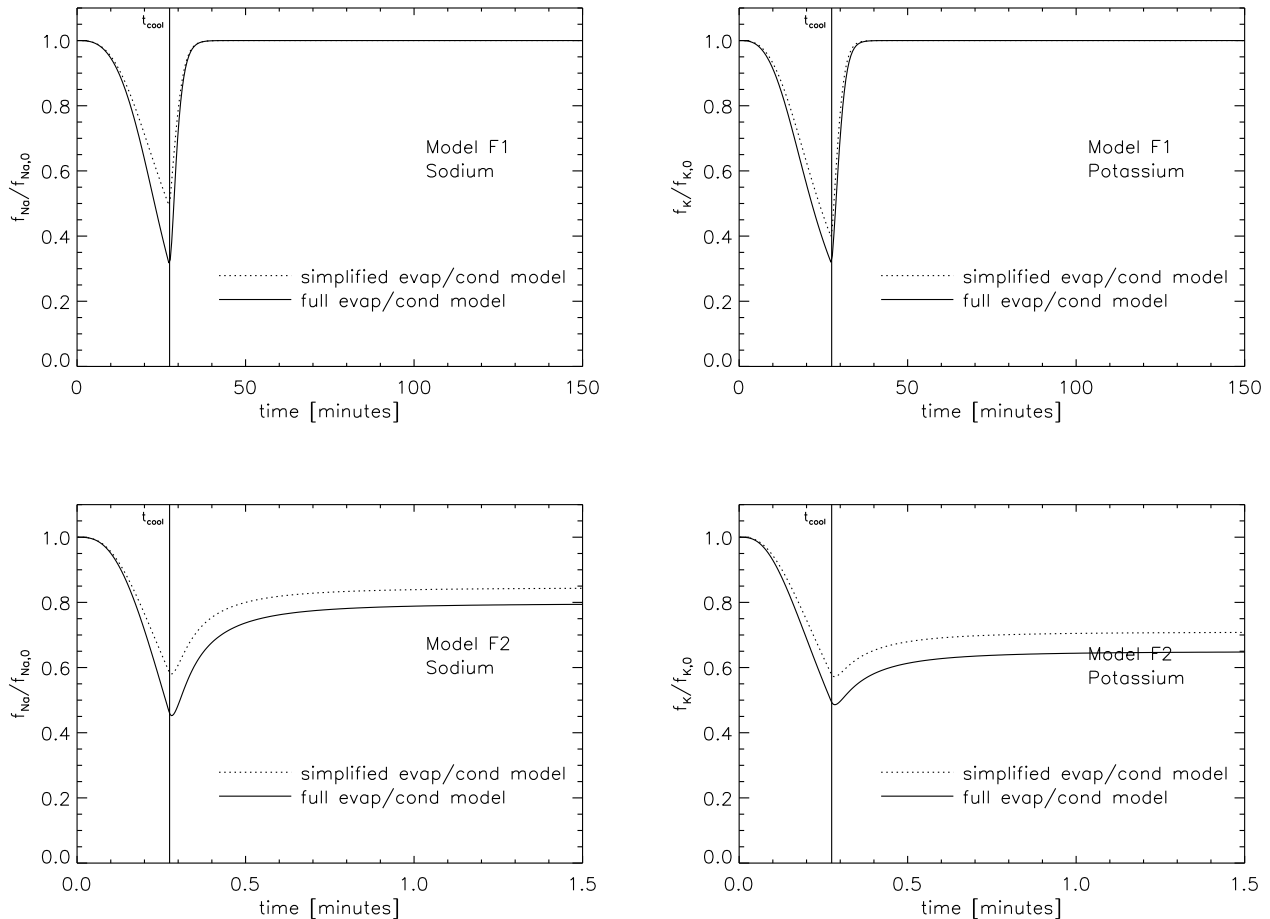 t_cool
f_Na/f_Na,0
1.0
0.8
0.6
0.4
0.2
0.0
Model F1
Sodium
simplified evap/cond model
full evap/cond model
0 50 100 150
time [minutes]
t_cool
f_K/f_K,0
1.0
0.8
0.6
0.4
0.2
0.0
Model F1
Potassium
simplified evap/cond model
full evap/cond model
0 50 100 150
time [minutes]
t_cool
f_Na/f_Na,0
1.0
0.8
0.6
0.4
0.2
0.0
Model F2
Sodium
simplified evap/cond model
full evap/cond model
0.0 0.5 1.0 1.5
time [minutes]
t_cool
f_K/f_K,0
1.0
0.8
0.6
0.4
0.2
0.0
Model F2
Potassium
simplified evap/cond model
full evap/cond model
0.0 0.5 1.0 1.5
time [minutes]